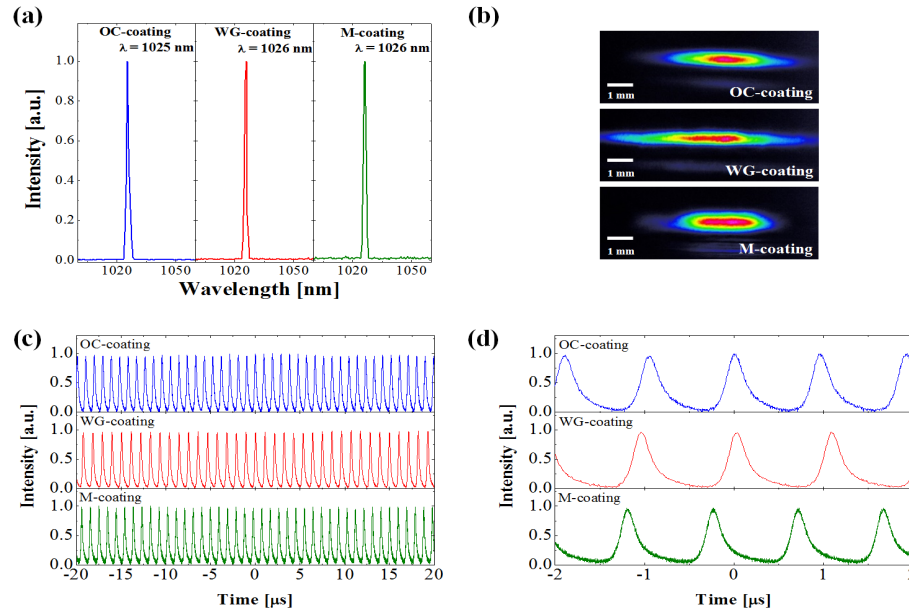 (a)
OC-coating
λ = 1025 nm
WG-coating
λ = 1026 nm
M-coating
λ = 1026 nm
1.0
0.8
0.6
0.4
0.2
0.0
Intensity [a.u.]
1020 1050 1020 1050 1020 1050
Wavelength [nm]
(b)
1 mm
OC-coating
1 mm
WG-coating
1 mm
M-coating
(c)
OC-coating
1.0
0.5
0.0
WG-coating
1.0
0.5
0.0
M-coating
1.0
0.5
0.0
Intensity [a.u.]
-20 -15 -10 -5 0 5 10 15 20
Time [μs]
(d)
OC-coating
1.0
0.5
0.0
WG-coating
1.0
0.5
0.0
M-coating
1.0
0.5
0.0
Intensity [a.u.]
-2 -1 0 1 2
Time [μs]